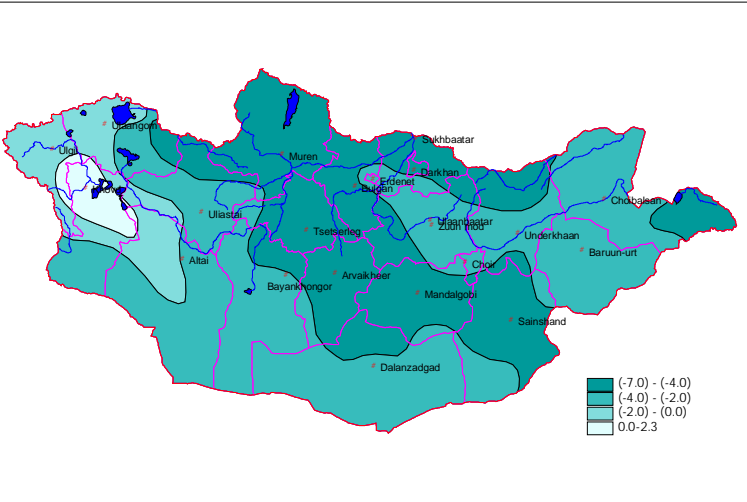 Ulaangom
Sukhbaatar
Ulgii
Muren
Darkhan
Erdenet
Bulgan
Choibalsan
Uliastai
Ulaanbaatar
Zuun mod
Tsetserleg
Underkhaan
Baruun-urt
Altai
Choir
Arvaikheer
Bayankhongor
Mandalgobi
Sainshand
Dalanzadgad
(-7.0) - (-4.0)
(-4.0) - (-2.0)
(-2.0) - (0.0)
0.0-2.3